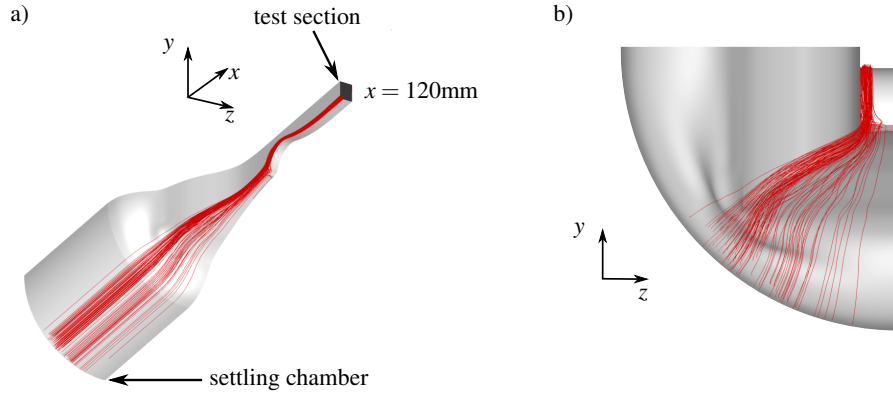 a)
test section
y
x
z
x = 120mm
settling chamber
b)
y
z